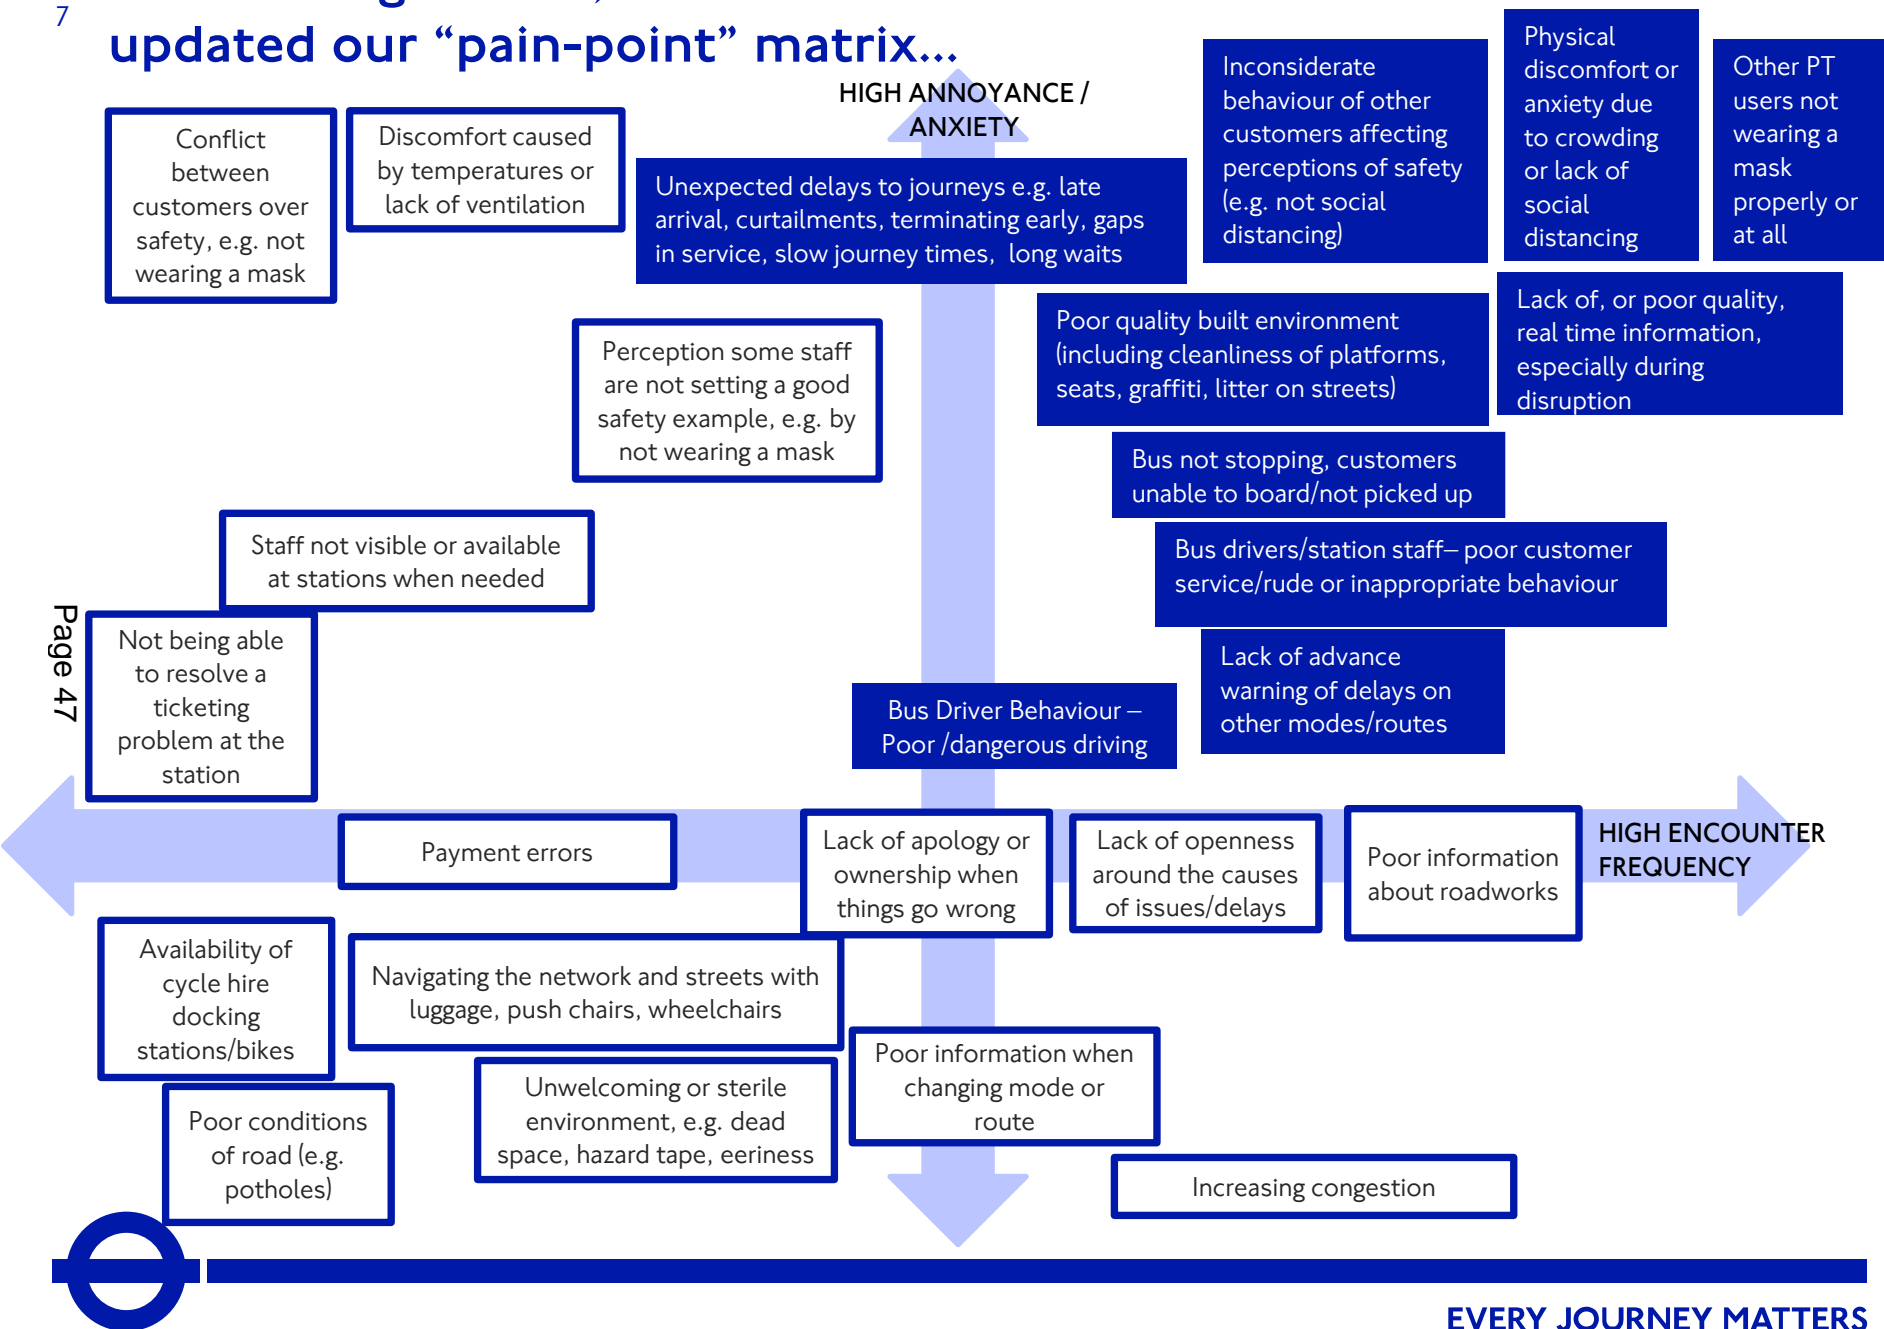 7
updated our “pain-point” matrix...
HIGH ANNOYANCE /
ANXIETY
Conflict
between
customers over
safety, e.g. not
wearing a mask
Discomfort caused
by temperatures or
lack of ventilation
Unexpected delays to journeys e.g. late
arrival, curtailments, terminating early, gaps
in service, slow journey times, long waits
Inconsiderate
behaviour of other
customers affecting
perceptions of safety
(e.g. not social
distancing)
Physical
discomfort or
anxiety due
to crowding
or lack of
social
distancing
Other PT
users not
wearing a
mask
properly or
at all
Perception some staff
are not setting a good
safety example, e.g. by
not wearing a mask
Poor quality built environment
(including cleanliness of platforms,
seats, graffiti, litter on streets)
Lack of, or poor quality,
real time information,
especially during
disruption
Bus not stopping, customers
unable to board/not picked up
Staff not visible or available
at stations when needed
Bus drivers/station staff– poor customer
service/rude or inappropriate behaviour
Page 47
Not being able
to resolve a
ticketing
problem at the
station
Lack of advance
warning of delays on
other modes/routes
Bus Driver Behaviour –
Poor /dangerous driving
Payment errors
Lack of apology or
ownership when
things go wrong
Lack of openness
around the causes
of issues/delays
Poor information
about roadworks
HIGH ENCOUNTER
FREQUENCY
Availability of
cycle hire
docking
stations/bikes
Navigating the network and streets with
luggage, push chairs, wheelchairs
Poor information when
changing mode or
route
Unwelcoming or sterile
environment, e.g. dead
space, hazard tape, eeriness
Poor conditions
of road (e.g.
potholes)
Increasing congestion
EVERY JOURNEY MATTERS